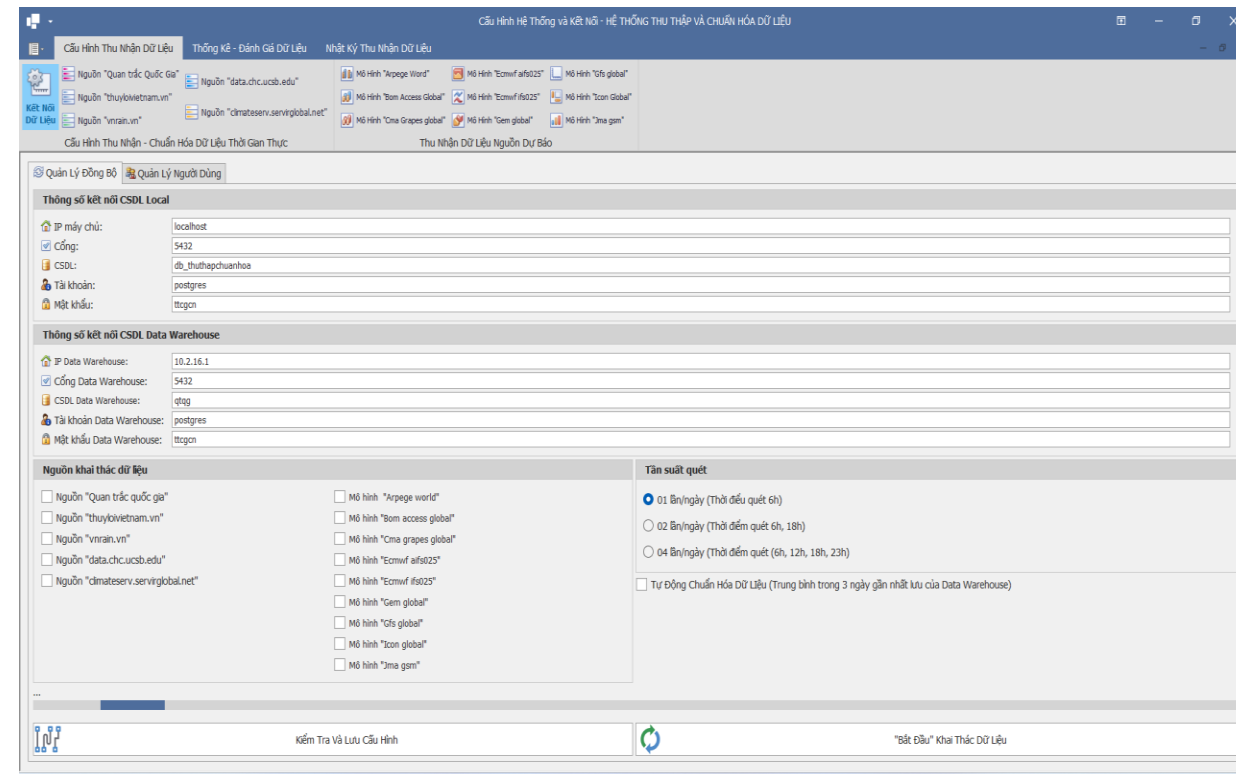 Cấu Hình Hệ Thống và Kết Nối - HỆ THỐNG THU THẬP VÀ CHUẨN HÓA DỮ LIỆU
Cấu Hình Thu Nhận Dữ Liệu Thống Kê - Đánh Giá Dữ Liệu Nhật Ký Thu Nhận Dữ Liệu
Kết Nối Dữ Liệu
Nguồn "Quan trắc Quốc Gia"
Nguồn "thuyloivietnam.vn"
Nguồn "vnrain.vn"
Nguồn "data.chc.ucsb.edu"
Nguồn "climateserv.servirglobal.net"
Cấu Hình Thu Nhận - Chuẩn Hóa Dữ Liệu Thời Gian Thực
Mô Hình "Arpege Word" Mô Hình "Ecmwf aifs025" Mô Hình "Gfs global"
Mô Hình "Bom Access Global" Mô Hình "Ecmwf ifs025" Mô Hình "Icon Global"
Mô Hình "Cma Grapes global" Mô Hình "Gem global" Mô Hình "Jma gsm"
Thu Nhận Dữ Liệu Nguồn Dự Báo
Quản Lý Đồng Bộ Quản Lý Người Dùng
Thông số kết nối CSDL Local
IP máy chủ: localhost
Cổng: 5432
CSDL: db_thuthapchuanhoa
Tài khoản: postgres
Mật khẩu: ttcgcn
Thông số kết nối CSDL Data Warehouse
IP Data Warehouse: 10.2.16.1
Cổng Data Warehouse: 5432
CSDL Data Warehouse: qtqg
Tài khoản Data Warehouse: postgres
Mật khẩu Data Warehouse: ttcgcn
Nguồn khai thác dữ liệu
Nguồn "Quan trắc quốc gia"
Nguồn "thuyloivietnam.vn"
Nguồn "vnrain.vn"
Nguồn "data.chc.ucsb.edu"
Nguồn "climateserv.servirglobal.net"
Mô hình "Arpege world"
Mô hình "Bom access global"
Mô hình "Cma grapes global"
Mô hình "Ecmwf aifs025"
Mô hình "Ecmwf ifs025"
Mô hình "Gem global"
Mô hình "Gfs global"
Mô hình "Icon global"
Mô hình "Jma gsm"
Tần suất quét
01 lần/ngày (Thời điểu quét 6h)
02 lần/ngày (Thời điểm quét 6h, 18h)
04 lần/ngày (Thời điểm quét (6h, 12h, 18h, 23h)
Tự Động Chuẩn Hóa Dữ LIệu (Trung bình trong 3 ngày gần nhất lưu của Data Warehouse)
...
Kiểm Tra Và Lưu Cấu Hình
"Bắt Đầu" Khai Thác Dữ Liệu